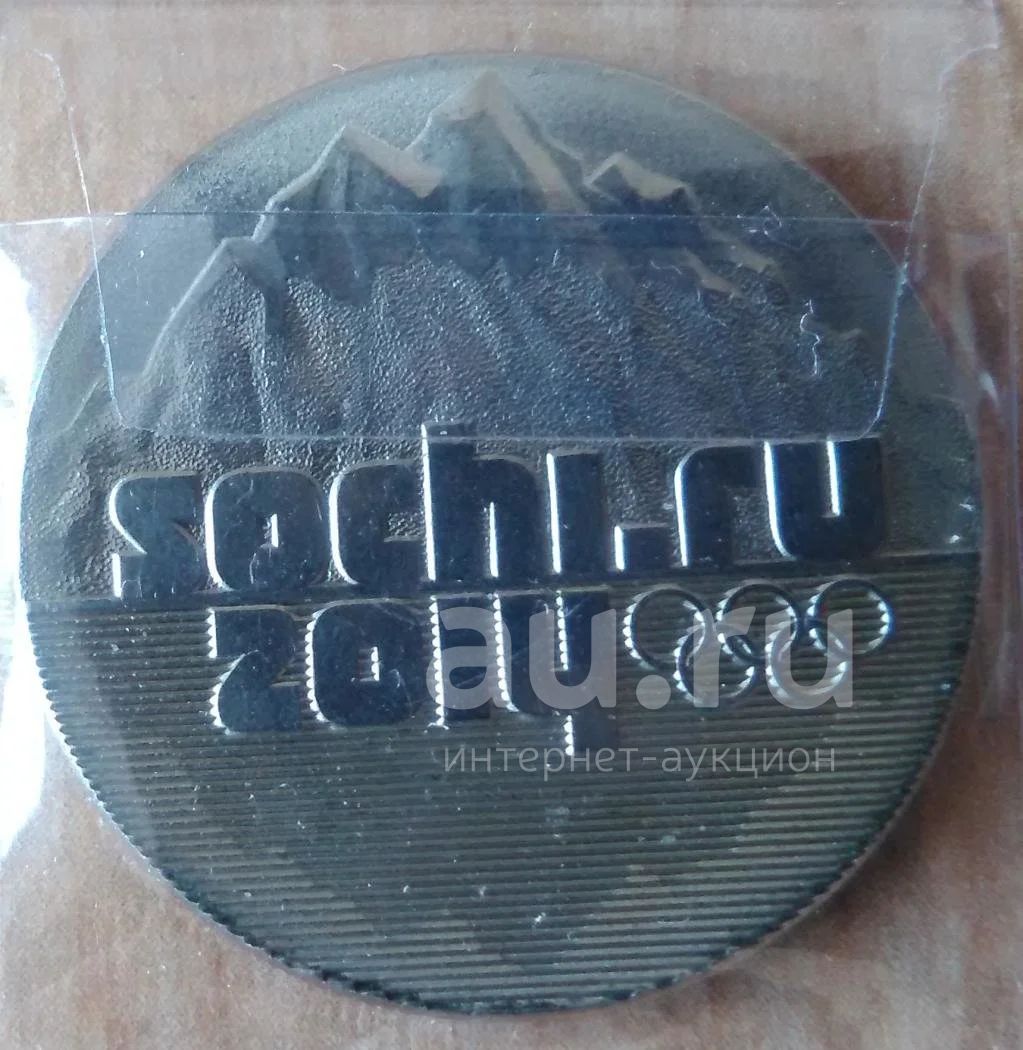 sochi.ru
2014
au.ru
интернет-аукцион